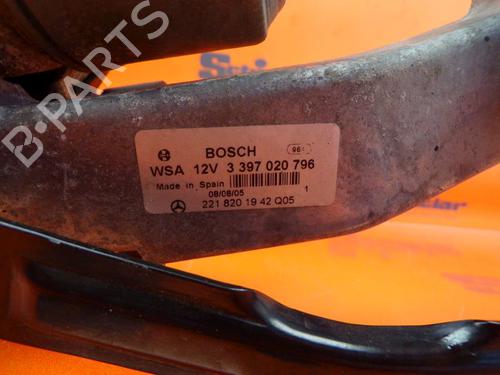 BOSCH 96
WSA 12V 3 397 020 796
Made in Spain
08/08/05 1
221 820 19 42 Q05
B